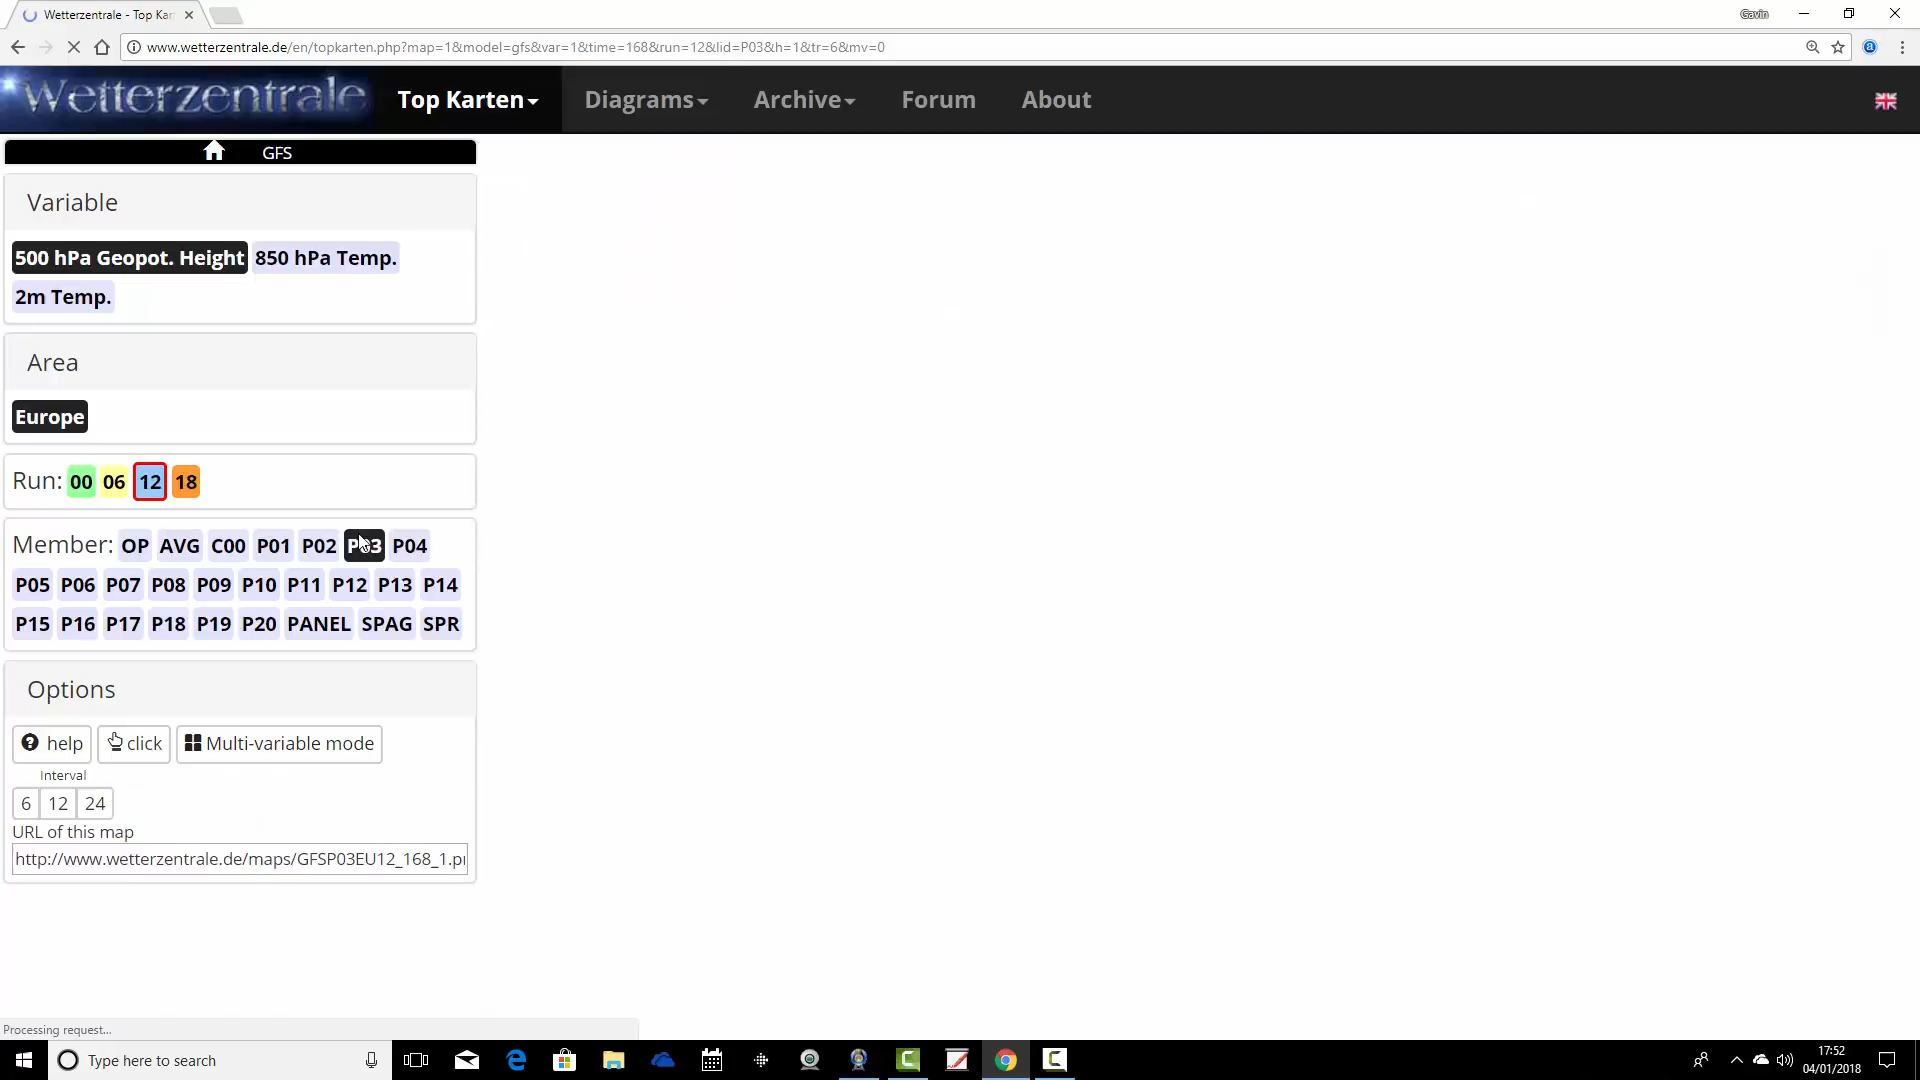 Wetterzentrale - Top Kar
Gavin
www.wetterzentrale.de/en/topkarten.php?map=1&model=gfs&var=1&time=168&run=12&lid=P03&h=1&tr=6&mv=0
Wetterzentrale Top Karten Diagrams Archive Forum About
GFS
Variable
500 hPa Geopot. Height 850 hPa Temp.
2m Temp.
Area
Europe
Run: 00 06 12 18
Member: OP AVG C00 P01 P02 P03 P04
P05 P06 P07 P08 P09 P10 P11 P12 P13 P14
P15 P16 P17 P18 P19 P20 PANEL SPAG SPR
Options
help click Multi-variable mode
Interval
6 12 24
URL of this map
http://www.wetterzentrale.de/maps/GFSP03EU12_168_1.p
Processing request...
Type here to search
17:52
04/01/2018